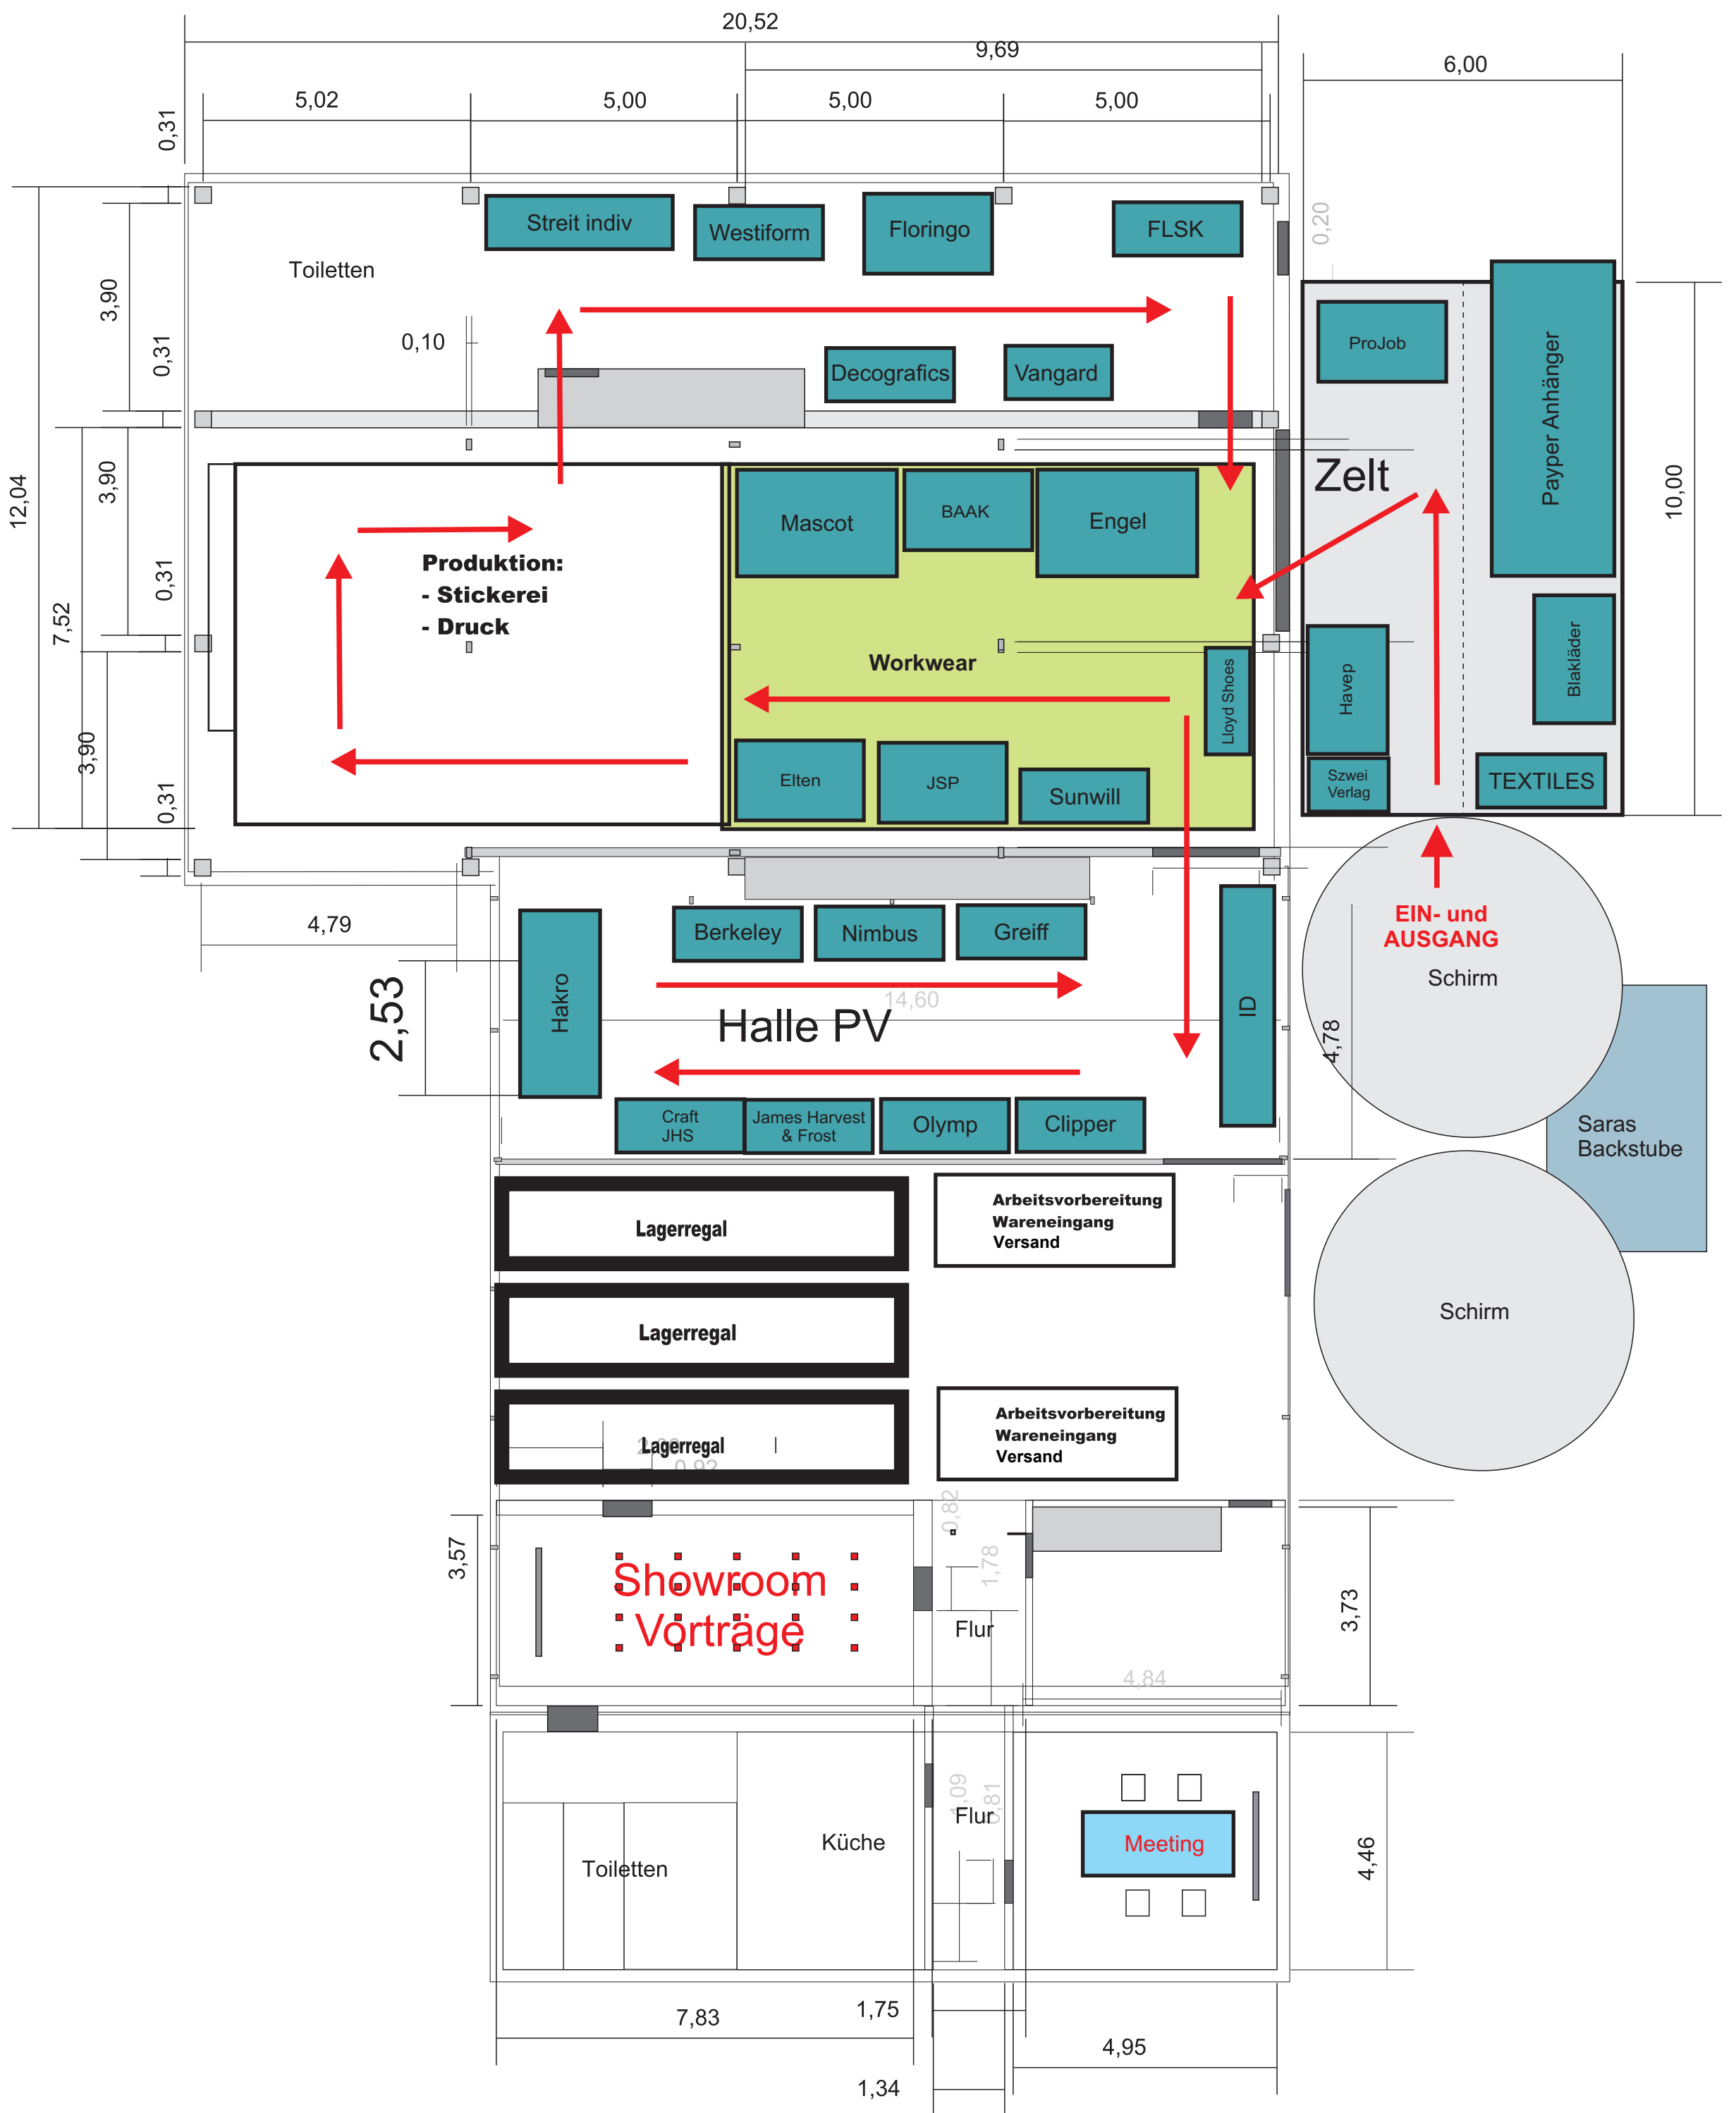 20,52
9,69
6,00
5,02
5,00
5,00
5,00
0,31
0,20
Streit indiv
Westiform
Floringo
FLSK
Toiletten
3,90
0,31
0,10
Decografics
Vangard
ProJob
Payper Anhänger
Zelt
10,00
12,04
3,90
7,52
0,31
3,90
0,31
Mascot
BAAK
Engel
Produktion:
- Stickerei
- Druck
Workwear
Lloyd Shoes
Havep
Blakläder
Elten
JSP
Sunwill
Szwei
Verlag
TEXTILES
EIN- und
AUSGANG
Schirm
4,79
2,53
Hakro
Berkeley
Nimbus
Greiff
14,60
Halle PV
ID
4,78
Craft
JHS
James Harvest
& Frost
Olymp
Clipper
Saras
Backstube
Lagerregal
Arbeitsvorbereitung
Wareneingang
Versand
Lagerregal
Schirm
Lagerregal
0,92
Arbeitsvorbereitung
Wareneingang
Versand
0,82
1,78
3,57
Showroom
Vorträge
Flur
3,73
4,84
1,09
0,81
Flur
Küche
Toiletten
Meeting
4,46
7,83
1,75
4,95
1,34